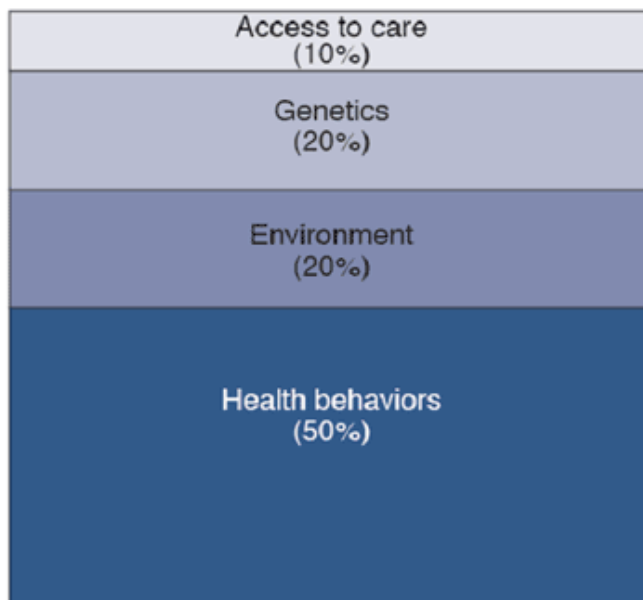 Access to care
(10%)
Genetics
(20%)
Environment
(20%)
Health behaviors
(50%)